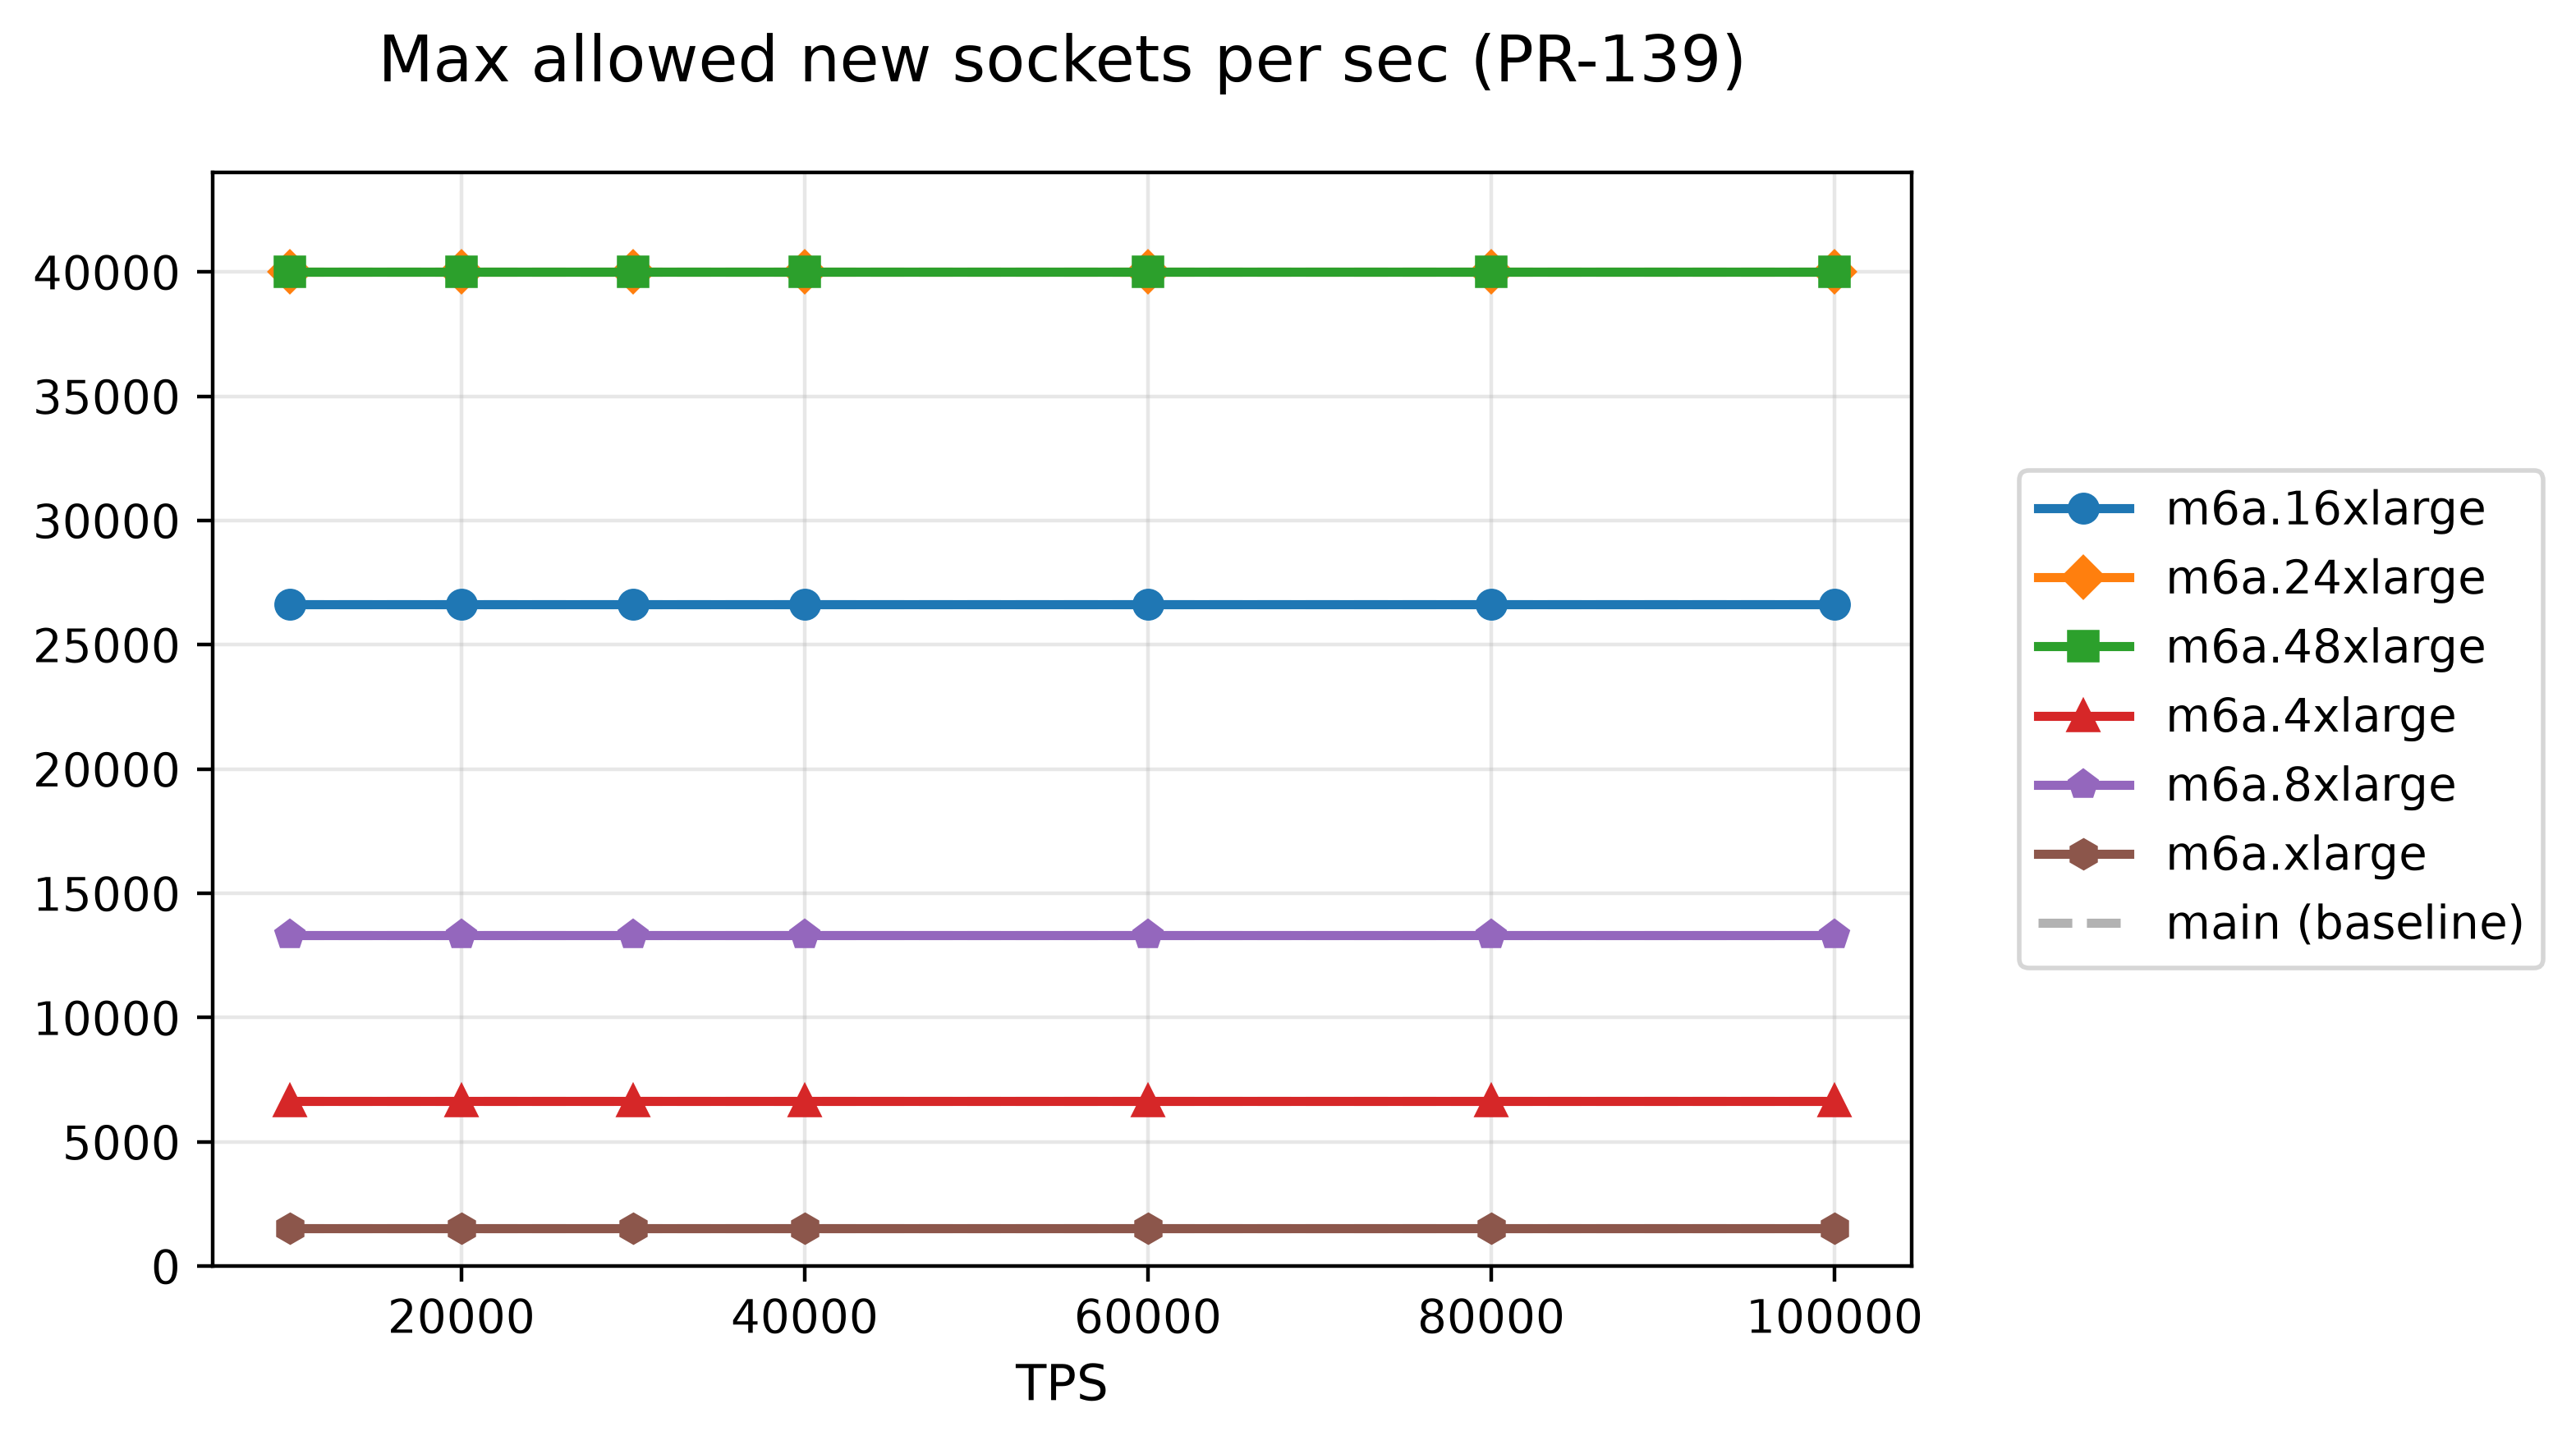 Max allowed new sockets per sec (PR-139)
40000
35000
30000
25000
20000
15000
10000
5000
0
20000 40000 60000 80000 100000
TPS
m6a.16xlarge
m6a.24xlarge
m6a.48xlarge
m6a.4xlarge
m6a.8xlarge
m6a.xlarge
main (baseline)